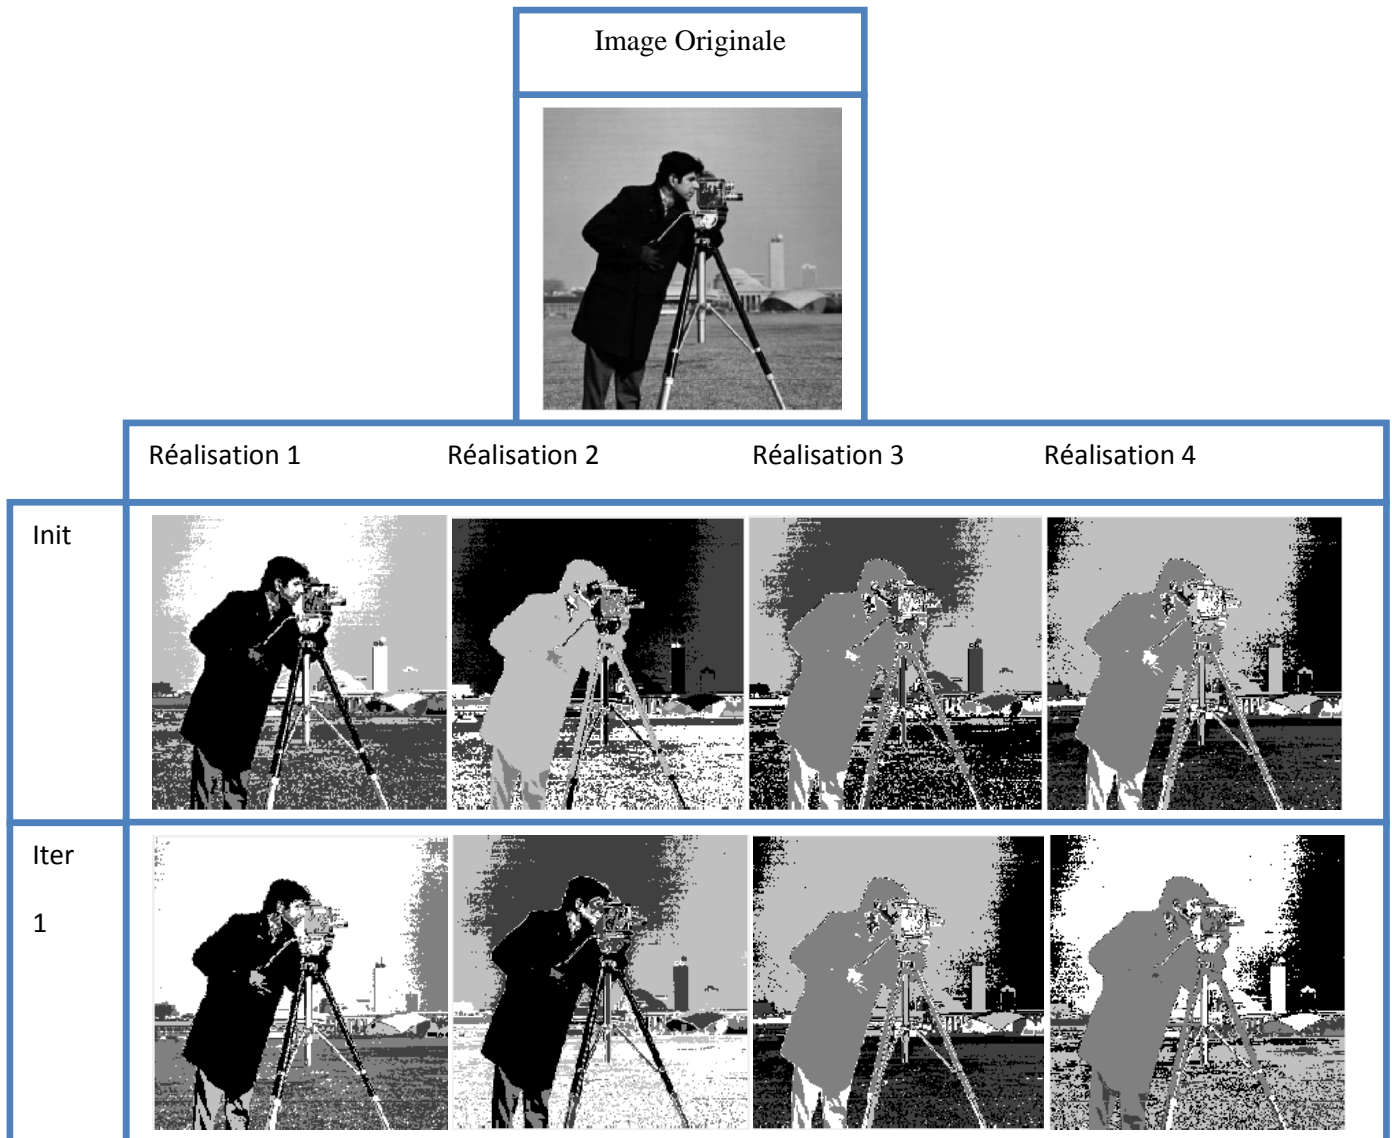 Image Originale
Réalisation 1 Réalisation 2 Réalisation 3 Réalisation 4
Init
Iter
1